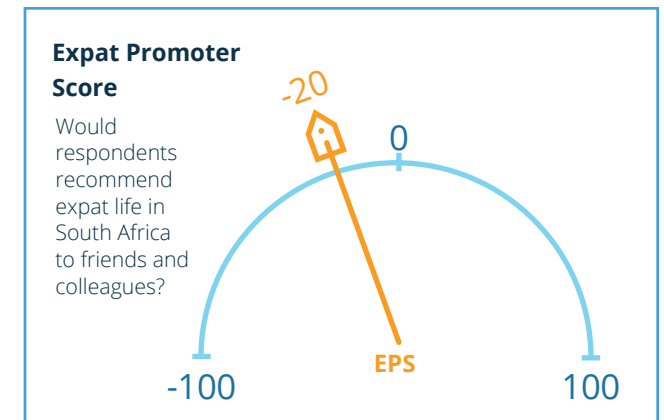 Expat Promoter
Score
Would
respondents
recommend
expat life in
South Africa
to friends and
colleagues?
-20
0
EPS
-100
100